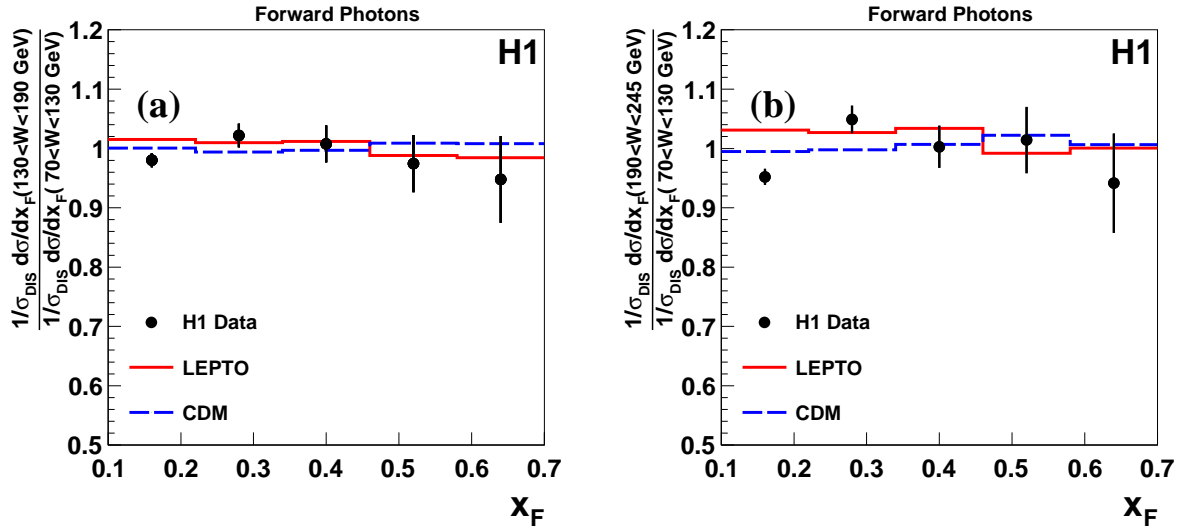 Forward Photons
H1
(a)
1/σDIS dσ/dxF(130<W<190 GeV)
1/σDIS dσ/dxF( 70<W<130 GeV)
1.2
1.1
1
0.9
0.8
0.7
0.6
0.5
H1 Data
LEPTO
CDM
0.1 0.2 0.3 0.4 0.5 0.6 0.7
xF
Forward Photons
H1
(b)
1/σDIS dσ/dxF(190<W<245 GeV)
1/σDIS dσ/dxF( 70<W<130 GeV)
1.2
1.1
1
0.9
0.8
0.7
0.6
0.5
H1 Data
LEPTO
CDM
0.1 0.2 0.3 0.4 0.5 0.6 0.7
xF